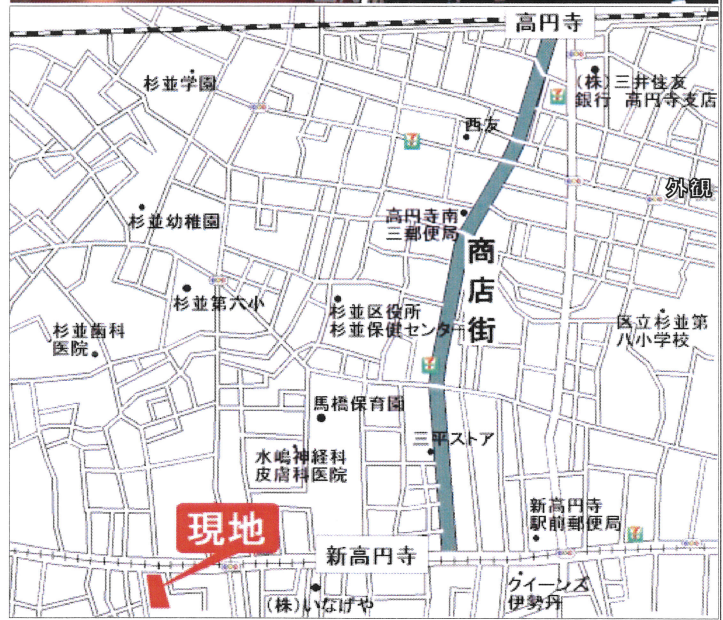 高円寺
(株)三井住友
銀行 高円寺支店
杉並学園
西友
外観
杉並幼稚園
高円寺南
三郵便局
商店街
杉並第六小
杉並区役所
杉並保健センター
区立杉並第
八小学校
杉並歯科
医院
馬橋保育園
三平ストア
水嶋神経科
皮膚科医院
新高円寺
駅前郵便局
現地
新高円寺
(株)いなげや
クイーンズ
伊勢丹